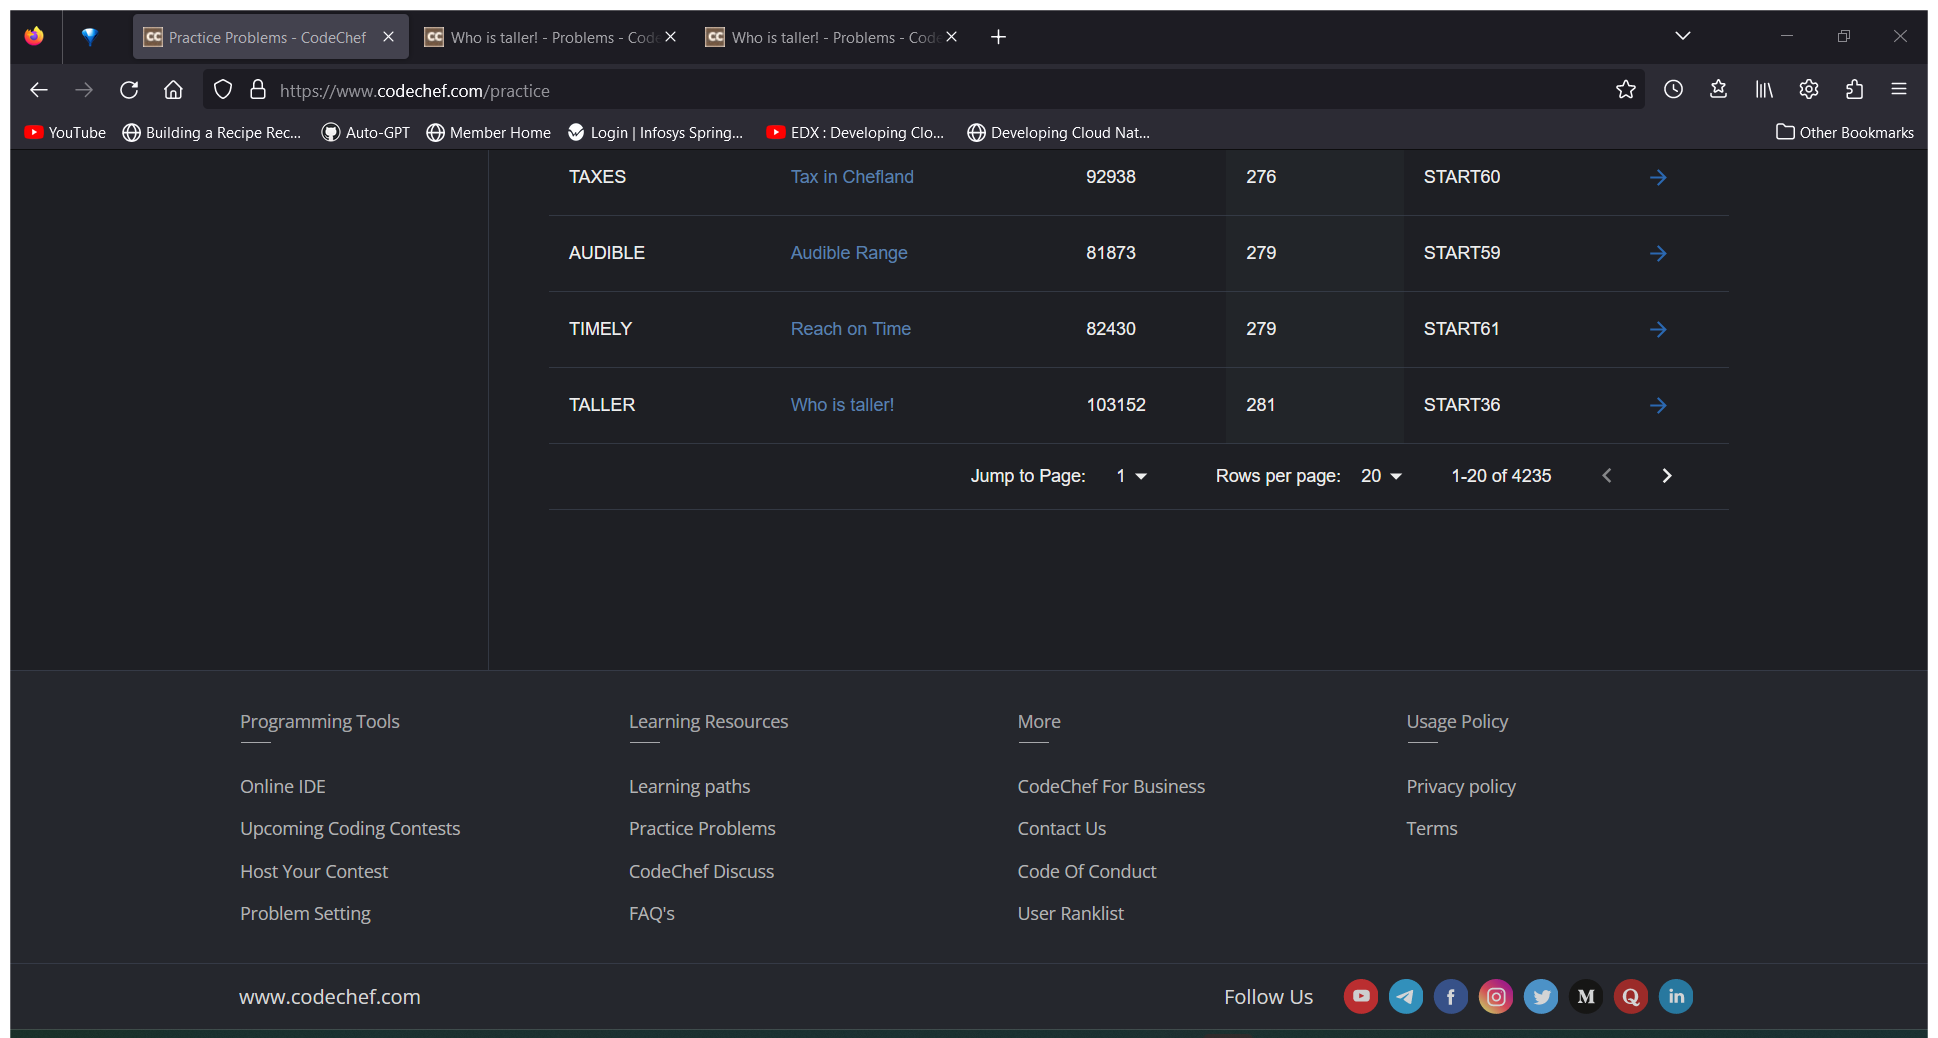 Practice Problems - CodeChef
Who is taller! - Problems - Code
Who is taller! - Problems - Code
https://www.codechef.com/practice
YouTube Building a Recipe Rec... Auto-GPT Member Home Login | Infosys Spring... EDX : Developing Clo... Developing Cloud Nat... Other Bookmarks
TAXES Tax in Chefland 92938 276 START60
AUDIBLE Audible Range 81873 279 START59
TIMELY Reach on Time 82430 279 START61
TALLER Who is taller! 103152 281 START36
Jump to Page: 1 Rows per page: 20 1-20 of 4235
Programming Tools
Online IDE
Upcoming Coding Contests
Host Your Contest
Problem Setting
Learning Resources
Learning paths
Practice Problems
CodeChef Discuss
FAQ's
More
CodeChef For Business
Contact Us
Code Of Conduct
User Ranklist
Usage Policy
Privacy policy
Terms
www.codechef.com
Follow Us